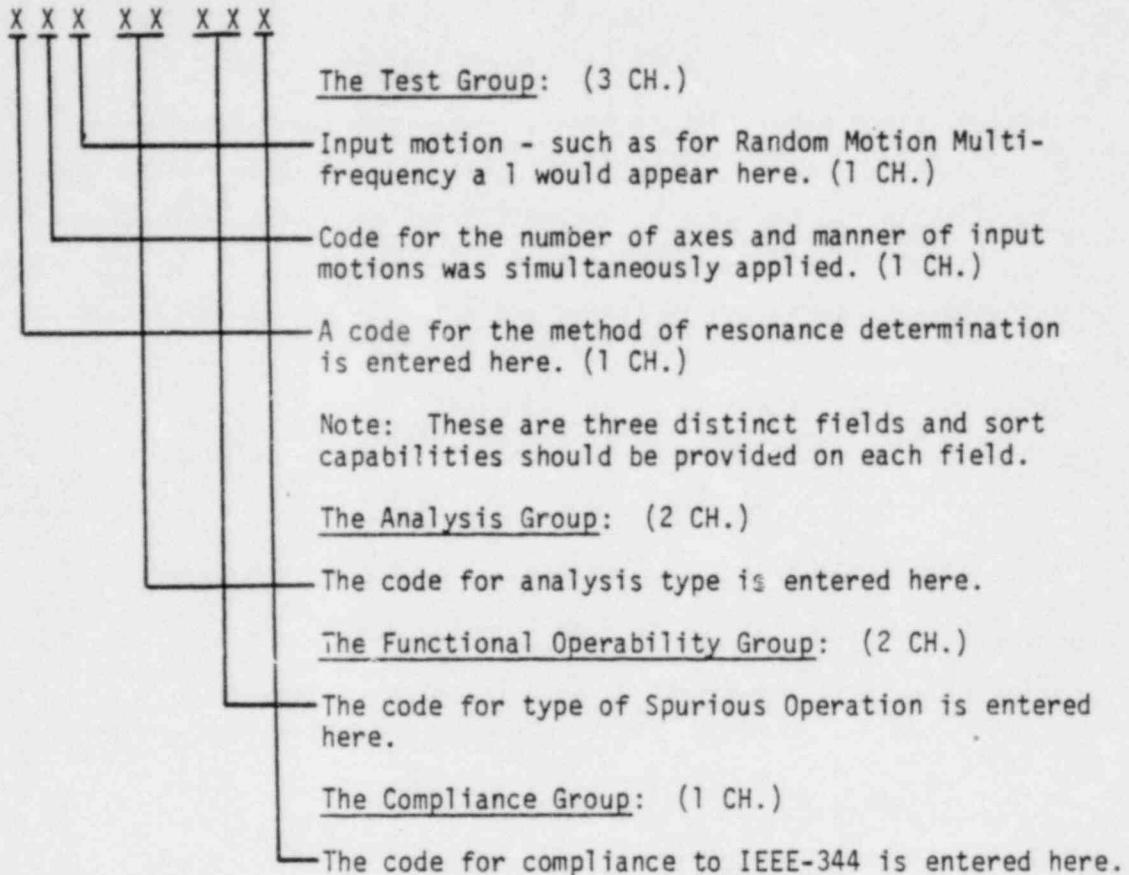 X X X X X X X X
The Test Group: (3 CH.)
Input motion - such as for Random Motion Multi-
frequency a 1 would appear here. (1 CH.)
Code for the number of axes and manner of input
motions was simultaneously applied. (1 CH.)
A code for the method of resonance determination
is entered here. (1 CH.)
Note: These are three distinct fields and sort
capabilities should be provided on each field.
The Analysis Group: (2 CH.)
The code for analysis type is entered here.
The Functional Operability Group: (2 CH.)
The code for type of Spurious Operation is entered
here.
The Compliance Group: (1 CH.)
The code for compliance to IEEE-344 is entered here.